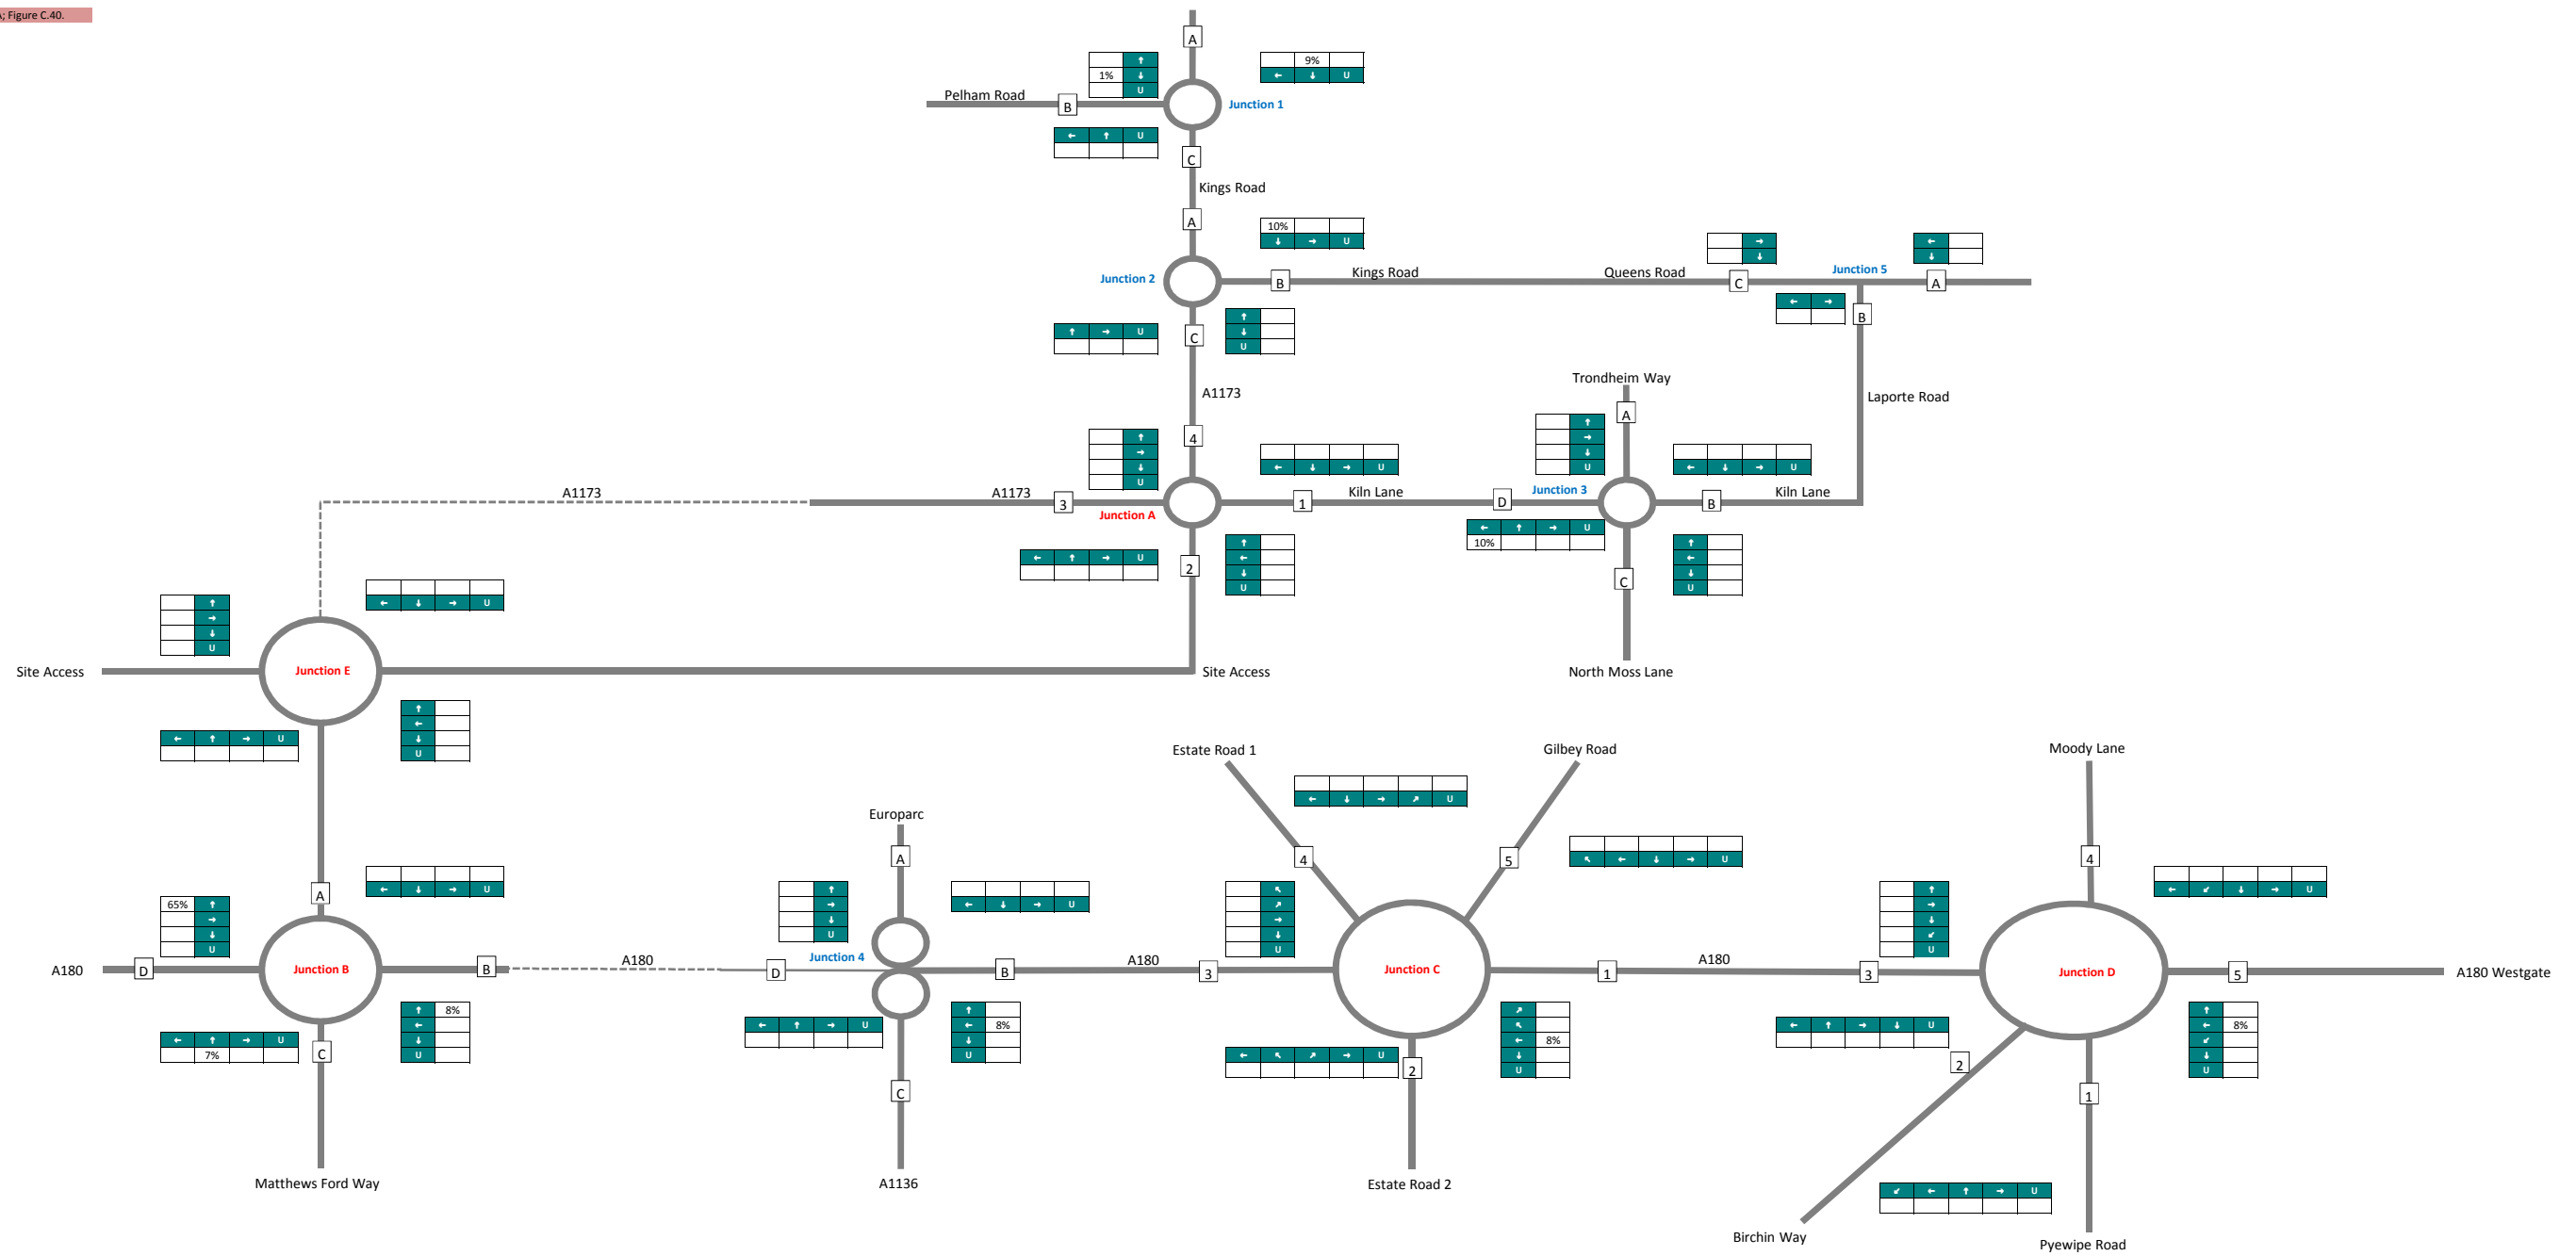 A; Figure C.40.
A
↑
1% ↓
U
9%
← ↓ U
Pelham Road
B
Junction 1
← ↑ U
C
Kings Road
A
10%
↓ → U
→
↓
←
↓
Junction 2
B
Kings Road
Queens Road
C
Junction 5
A
← →
B
↑
↓
U
↑ → U
C
A1173
Trondheim Way
A
Laporte Road
4
↑
→
↓
U
← ↓ → U
↑
→
↓
U
← ↓ → U
A1173
A1173
3
Junction A
1
Kiln Lane
D
Junction 3
B
Kiln Lane
← ↑ → U
10%
← ↑ → U
2
↑
←
↓
U
↑
←
↓
U
C
↑
→
↓
U
← ↓ → U
Site Access
Junction E
Site Access
North Moss Lane
← ↑ → U
↑
←
↓
U
Estate Road 1
Gilbey Road
Moody Lane
← ↓ → ↗ U
Europarc
A
4
5
↖ ← ↓ → U
4
← ↓ → U
A
65% ↑
→
↓
U
↑
→
↓
U
← ↓ → U
↖
↗
→
↓
U
↑
→
↓
↙
U
← ↙ ↓ → U
A180
D
Junction B
B
A180
D
Junction 4
B
A180
3
Junction C
1
A180
3
Junction D
5
A180 Westgate
← ↑ → U
7%
C
↑ 8%
←
↓
U
← ↑ → U
↑
← 8%
↓
U
← ↖ ↗ → U
2
↗
↖
← 8%
↓
U
← ↑ → ↓ U
2
↑
← 8%
↙
↓
U
C
1
Matthews Ford Way
A1136
Estate Road 2
↙ ← ↑ → U
Birchin Way
Pyewipe Road